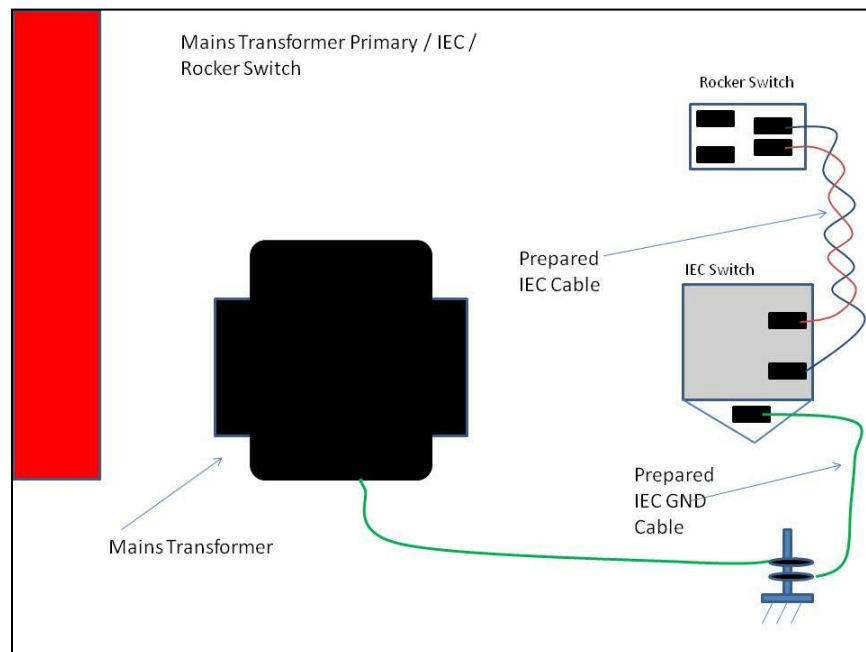 Mains Transformer Primary / IEC /
Rocker Switch
Rocker Switch
Prepared
IEC Cable
IEC Switch
Prepared
IEC GND
Cable
Mains Transformer